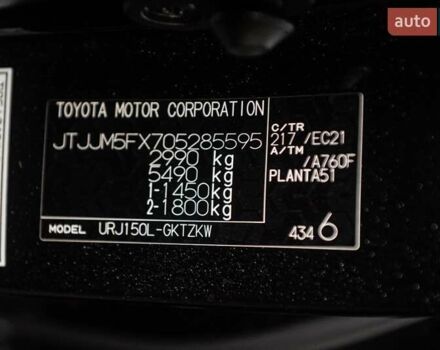 auto
TOYOTA MOTOR CORPORATION
JTJJM5FX705285595
2990 kg
5490 kg
1-1450kg
2-1800kg
C/TR
217/EC21
A/TM
/A760F
PLANTA51
MODEL URJ150L-GKTZKW
434 6